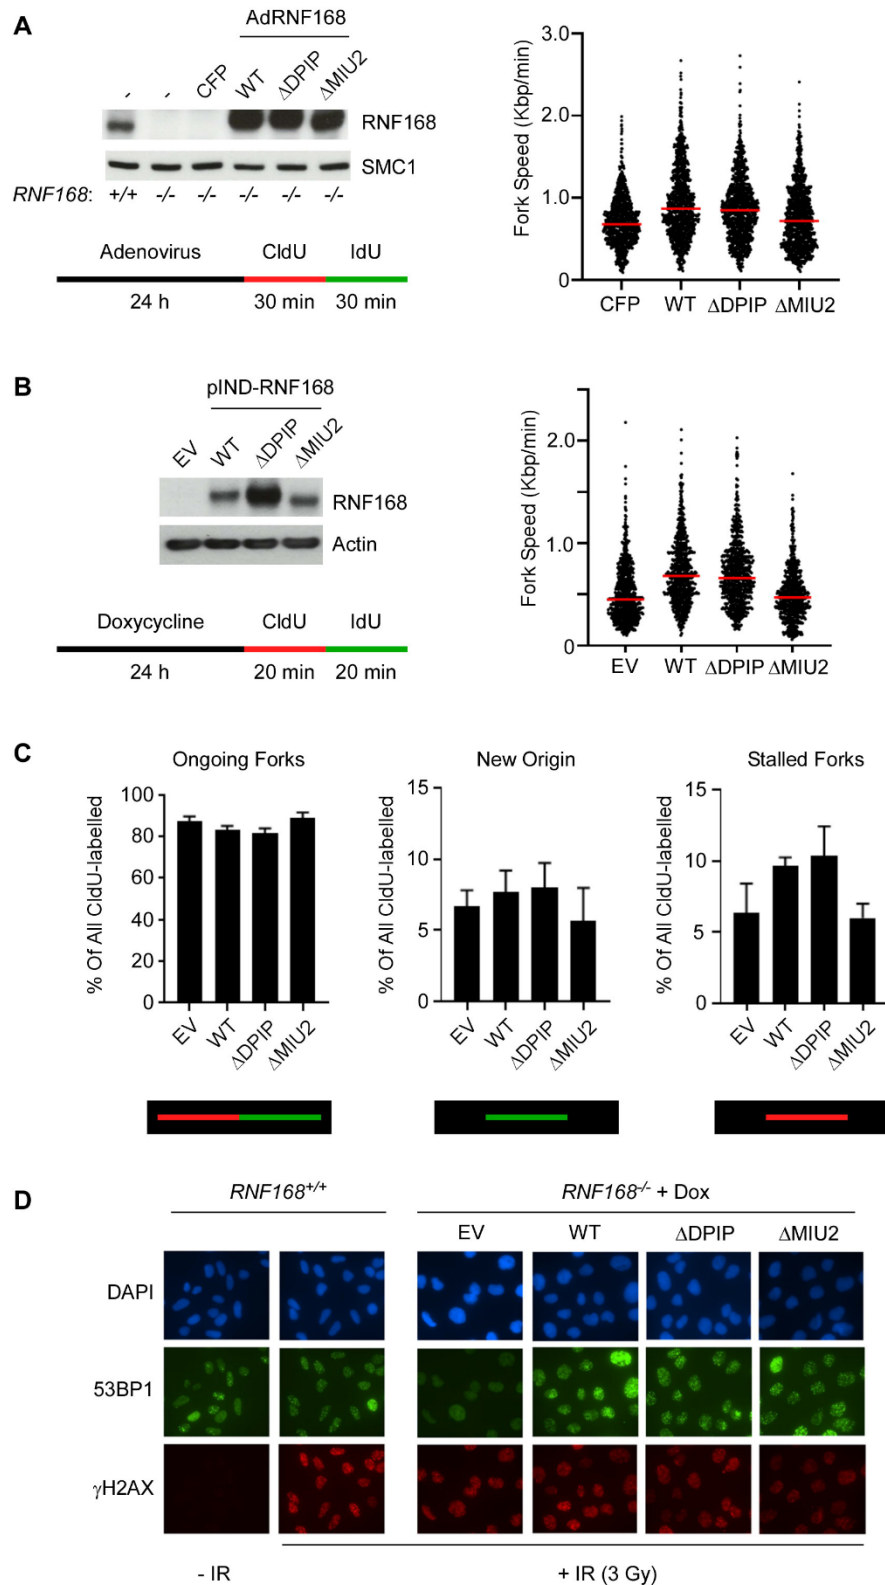 A
AdRNF168
- - CFP WT ΔDPIP ΔMIU2
RNF168
SMC1
RNF168: +/+ -/- -/- -/- -/- -/-
Adenovirus CldU IdU
24 h 30 min 30 min
Fork Speed (Kbp/min)
3.0
2.0
1.0
0
CFP WT ΔDPIP ΔMIU2
B
pIND-RNF168
EV WT ΔDPIP ΔMIU2
RNF168
Actin
Doxycycline CldU IdU
24 h 20 min 20 min
Fork Speed (Kbp/min)
2.0
1.0
0
EV WT ΔDPIP ΔMIU2
C
Ongoing Forks
% Of All CldU-labelled
100
80
60
40
20
0
EV WT ΔDPIP ΔMIU2
New Origin
% Of All CldU-labelled
15
10
5
0
EV WT ΔDPIP ΔMIU2
Stalled Forks
% Of All CldU-labelled
15
10
5
0
EV WT ΔDPIP ΔMIU2
D
RNF168+/+ RNF168-/- + Dox
EV WT ΔDPIP ΔMIU2
DAPI
53BP1
γH2AX
- IR + IR (3 Gy)